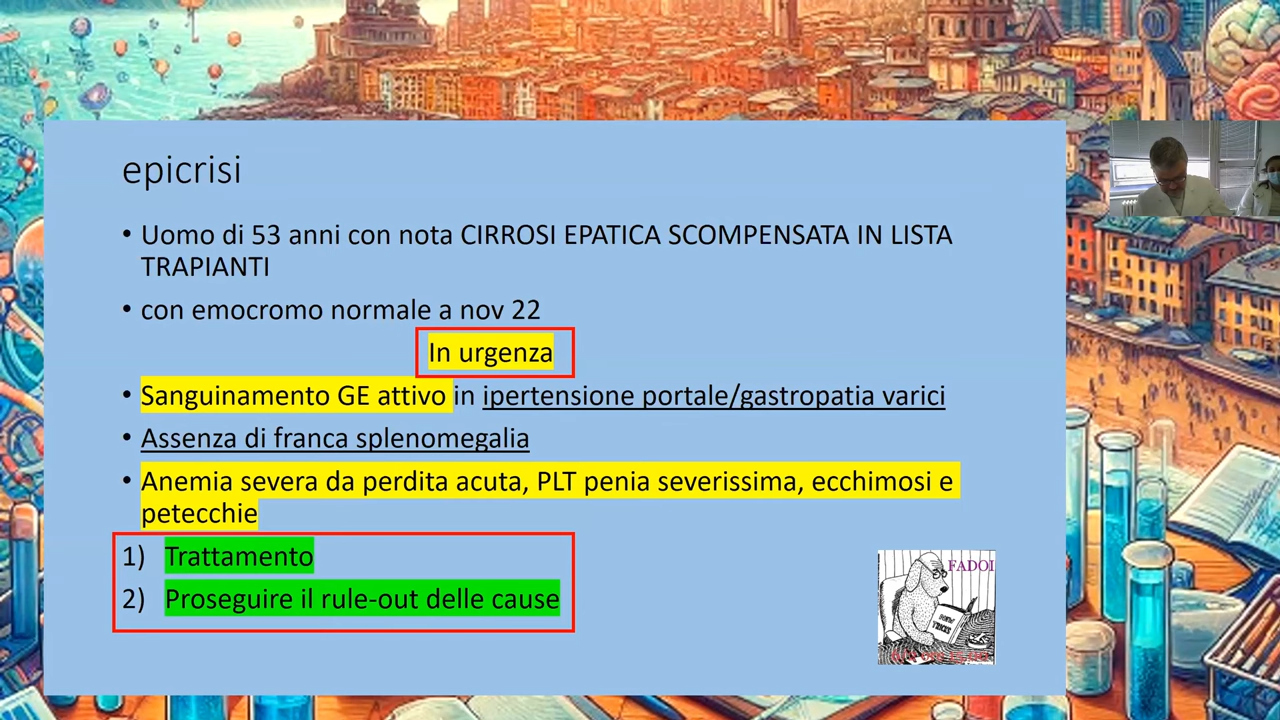 epicrisi
• Uomo di 53 anni con nota CIRROSI EPATICA SCOMPENSATA IN LISTA
TRAPIANTI
• con emocromo normale a nov 22
In urgenza
• Sanguinamento GE attivo in ipertensione portale/gastropatia varici
• Assenza di franca splenomegalia
• Anemia severa da perdita acuta, PLT penia severissima, ecchimosi e
petecchie
1) Trattamento
2) Proseguire il rule-out delle cause
FADOI
NEW
TRICKS